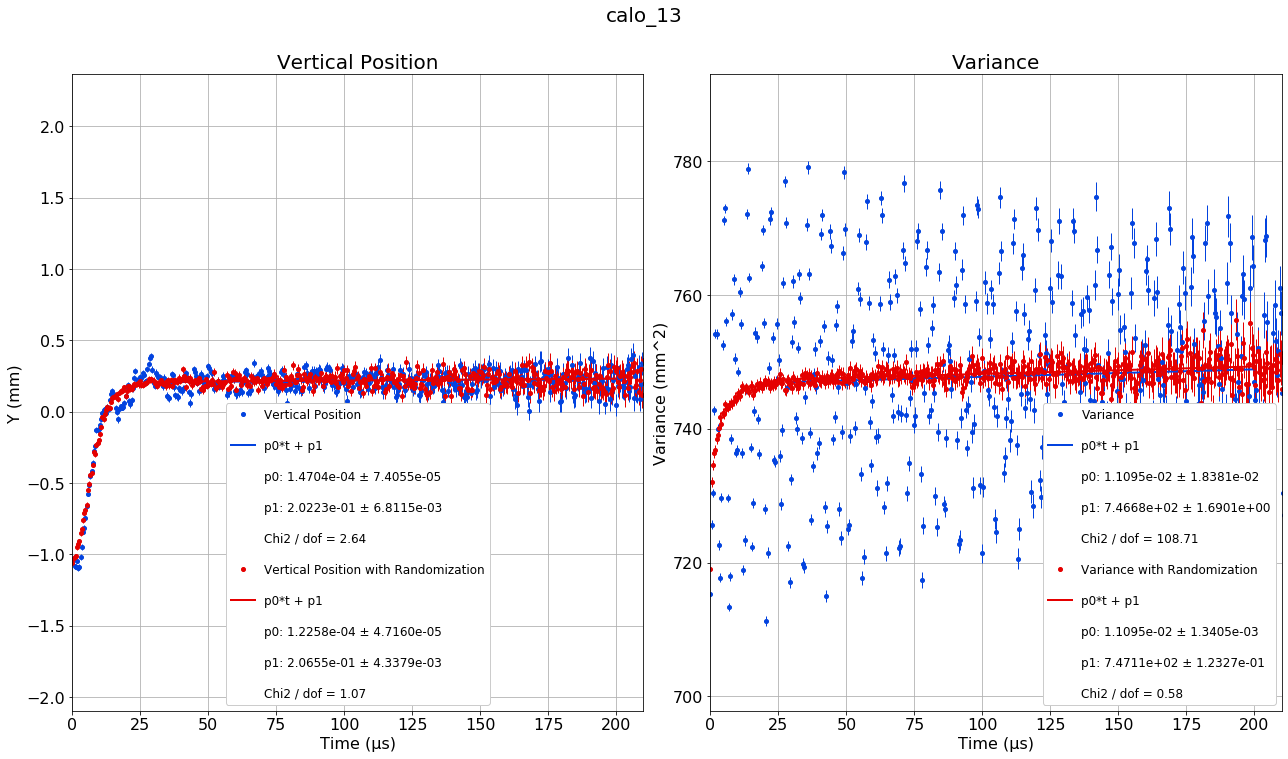 calo_13
Vertical Position
2.0
1.5
1.0
0.5
0.0
−0.5
−1.0
−1.5
−2.0
Y (mm)
0
25
50
75
100
125
150
175
200
Time (µs)
Vertical Position
p0*t + p1
p0: 1.4704e-04 ± 7.4055e-05
p1: 2.0223e-01 ± 6.8115e-03
Chi2 / dof = 2.64
Vertical Position with Randomization
p0*t + p1
p0: 1.2258e-04 ± 4.7160e-05
p1: 2.0655e-01 ± 4.3379e-03
Chi2 / dof = 1.07
Variance
780
760
740
720
700
Variance (mm^2)
0
25
50
75
100
125
150
175
200
Time (µs)
Variance
p0*t + p1
p0: 1.1095e-02 ± 1.8381e-02
p1: 7.4668e+02 ± 1.6901e+00
Chi2 / dof = 108.71
Variance with Randomization
p0*t + p1
p0: 1.1095e-02 ± 1.3405e-03
p1: 7.4711e+02 ± 1.2327e-01
Chi2 / dof = 0.58